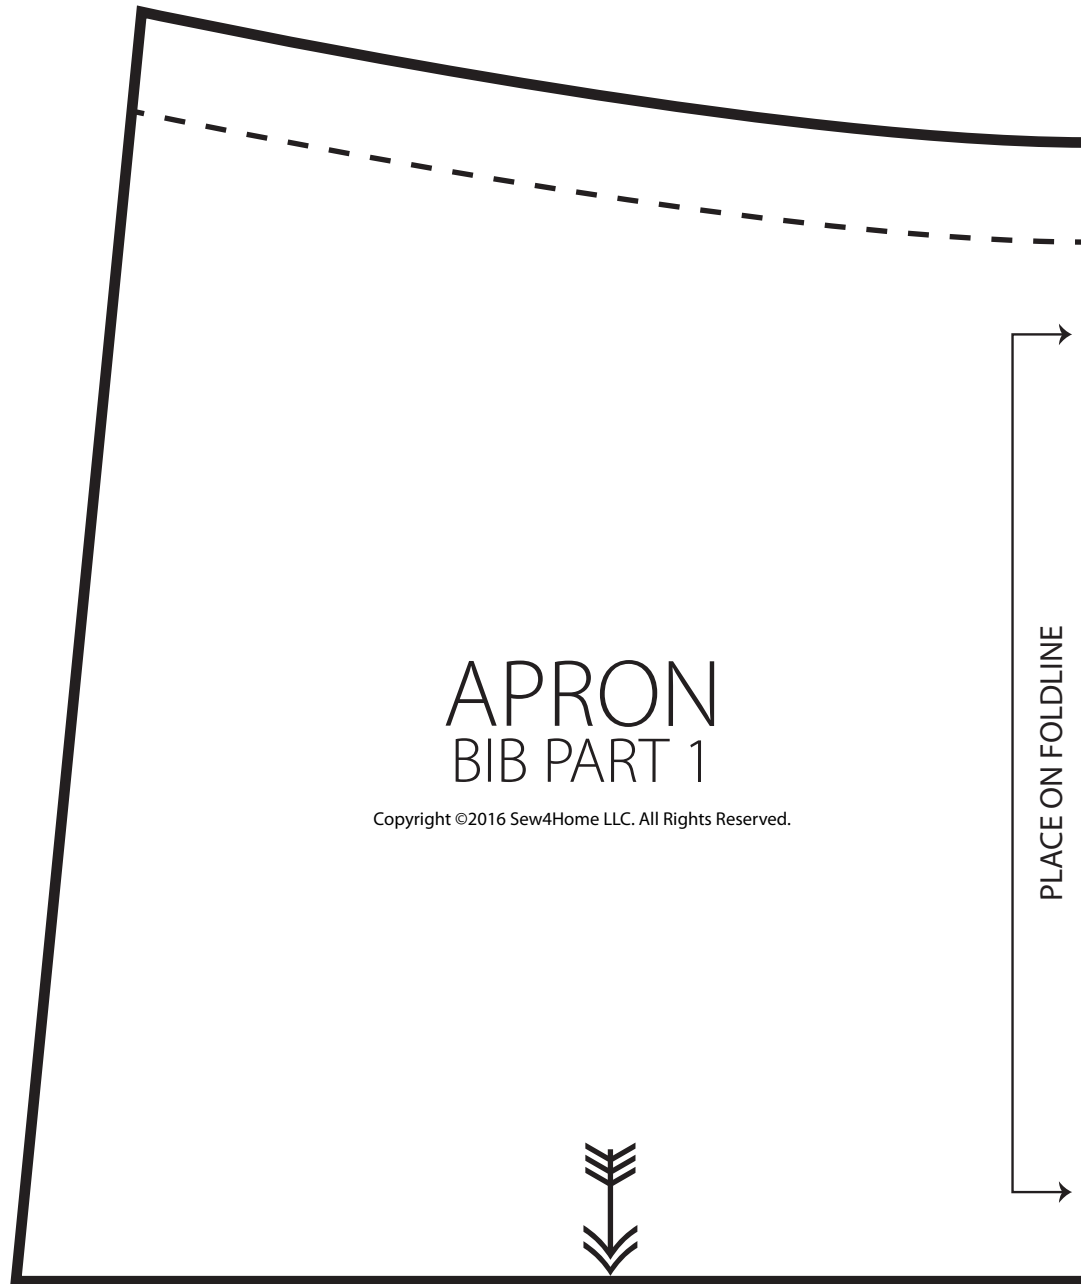 APRON
BIB PART 1
Copyright ©2016 Sew4Home LLC. All Rights Reserved.
PLACE ON FOLDLINE